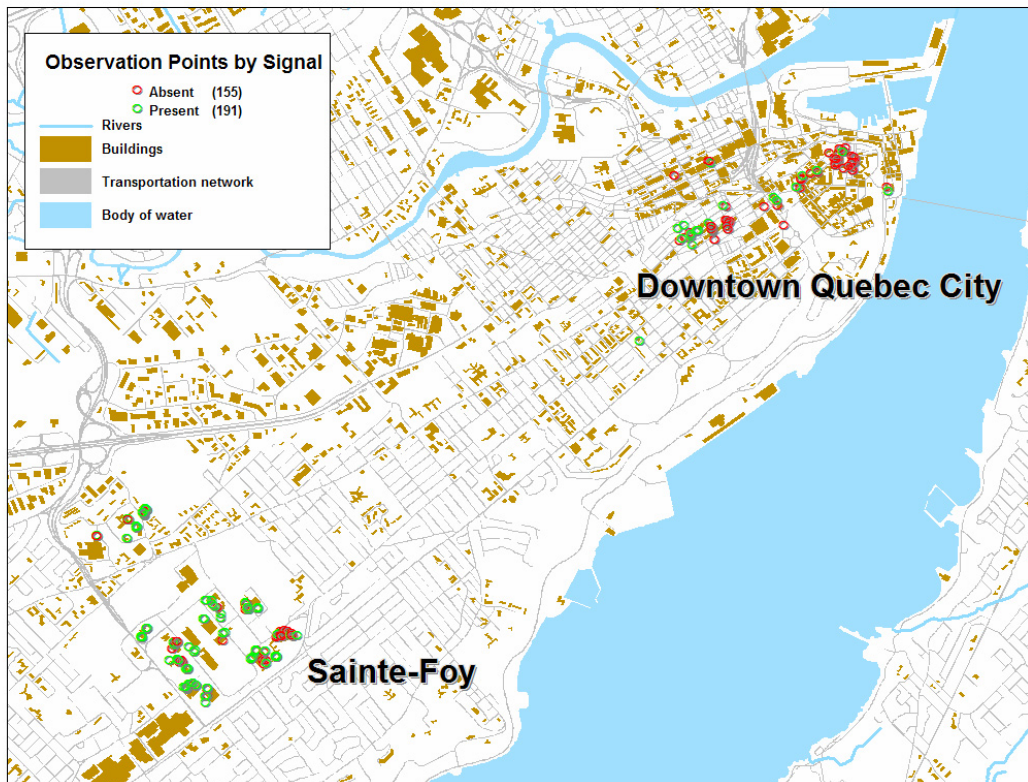 Observation Points by Signal
Absent (155)
Present (191)
Rivers
Buildings
Transportation network
Body of water
Downtown Quebec City
Sainte-Foy